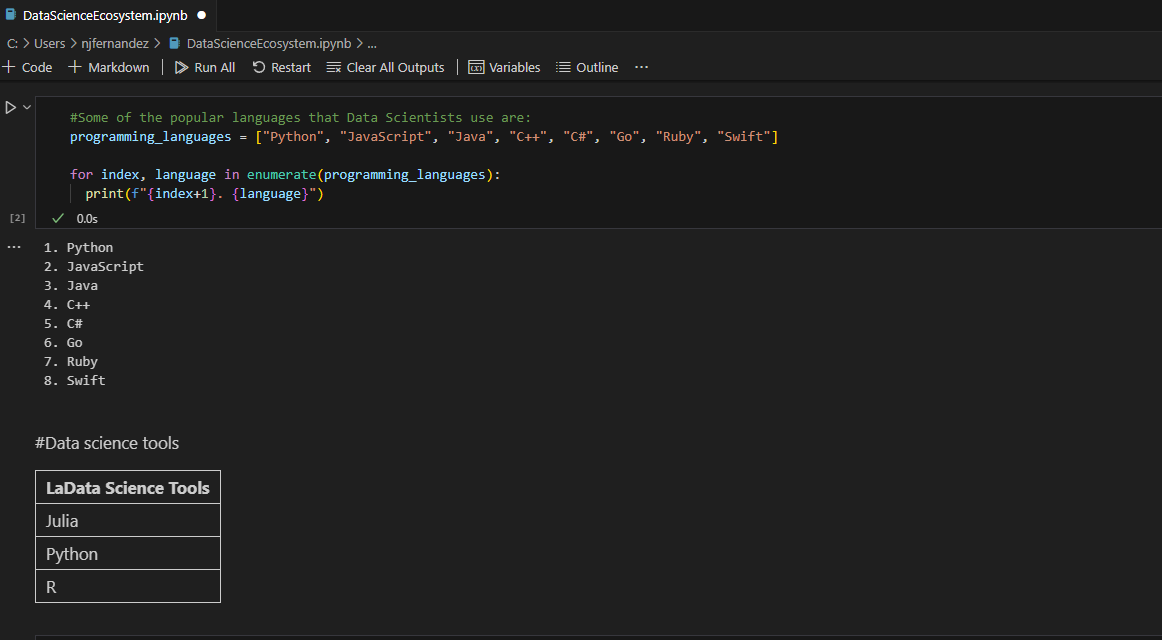 DataScienceEcosystem.ipynb ●
C: > Users > njfernandez > DataScienceEcosystem.ipynb > ...
+ Code + Markdown | Run All Restart Clear All Outputs | Variables Outline ...
#Some of the popular languages that Data Scientists use are:
programming_languages = ["Python", "JavaScript", "Java", "C++", "C#", "Go", "Ruby", "Swift"]
for index, language in enumerate(programming_languages):
print(f"{index+1}. {language}")
[2] ✓ 0.0s
... 1. Python
2. JavaScript
3. Java
4. C++
5. C#
6. Go
7. Ruby
8. Swift
#Data science tools
LaData Science Tools
Julia
Python
R